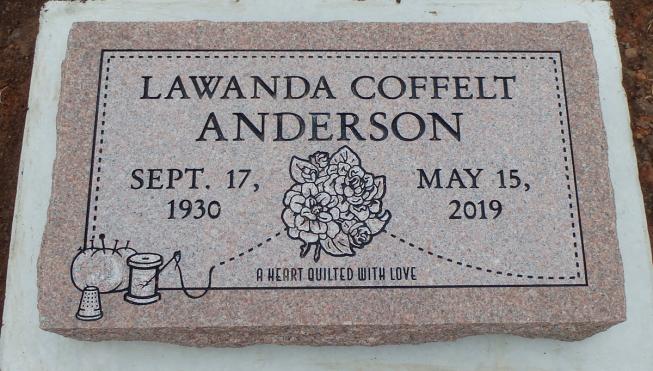 LAWANDA COFFELT
ANDERSON
SEPT. 17, 1930
MAY 15, 2019
A HEART QUILTED WITH LOVE